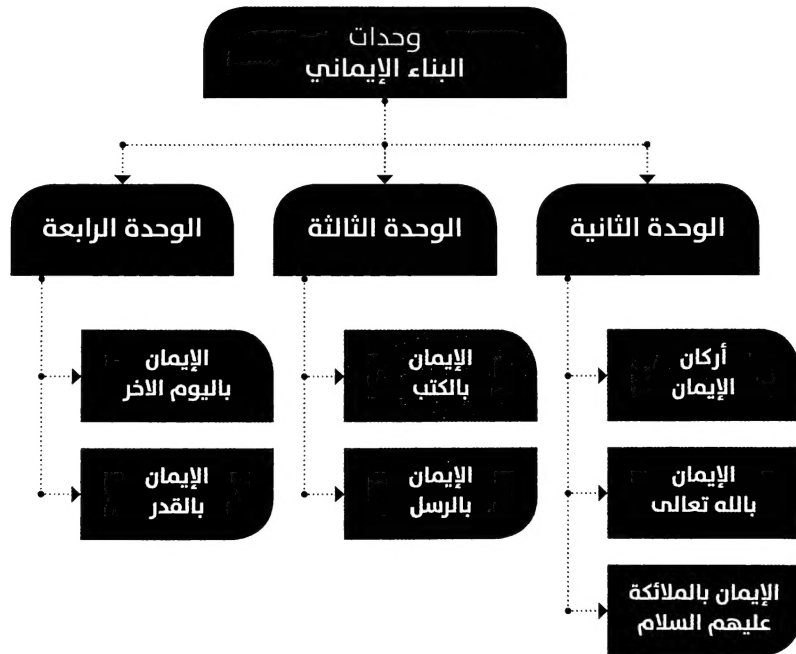 وحدات
البناء الإيماني
الوحدة الثانية
أركان
الإيمان
الإيمان
بالله تعالى
الإيمان بالملائكة
عليهم السلام
الوحدة الثالثة
الإيمان
بالكتب
الإيمان
بالرسل
الوحدة الرابعة
الإيمان
باليوم الاخر
الإيمان
بالقدر